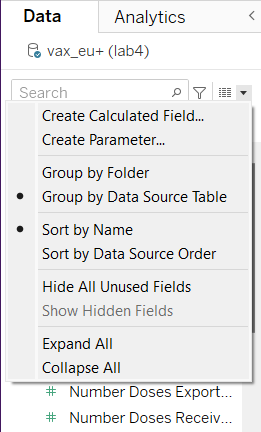 Data
Analytics
vax_eu+ (lab4)
Search
Create Calculated Field...
Create Parameter...
Group by Folder
Group by Data Source Table
Sort by Name
Sort by Data Source Order
Hide All Unused Fields
Show Hidden Fields
Expand All
Collapse All
Number Doses Export...
Number Doses Receiv...